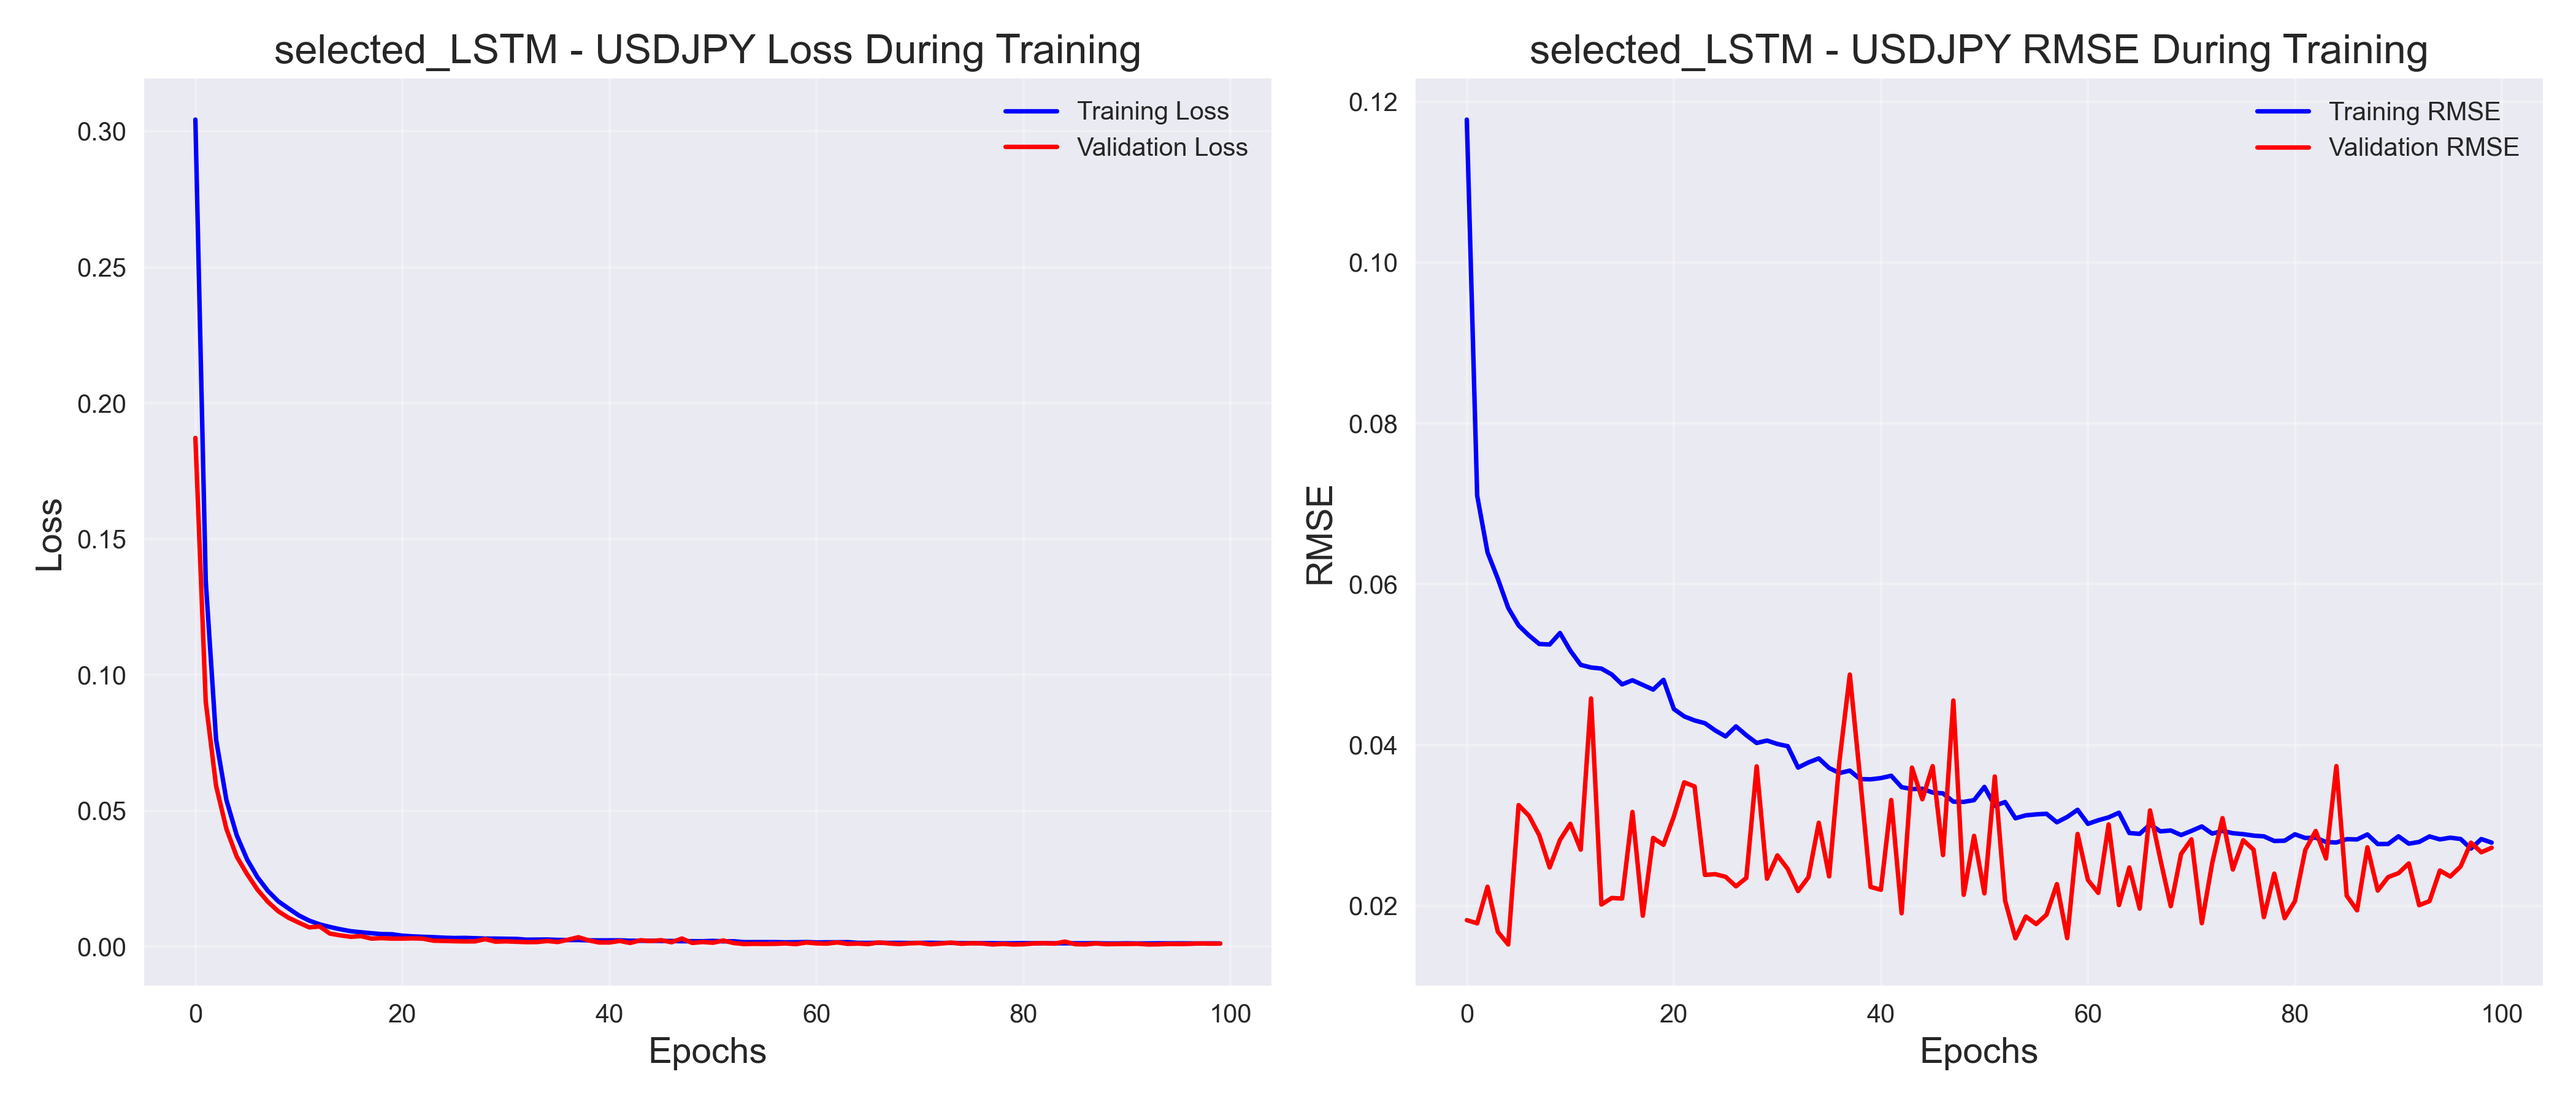 selected_LSTM - USDJPY Loss During Training
Training Loss
Validation Loss
0.30
0.25
0.20
0.15
0.10
0.05
0.00
Loss
0
20
40
60
80
100
Epochs
selected_LSTM - USDJPY RMSE During Training
Training RMSE
Validation RMSE
0.12
0.10
0.08
0.06
0.04
0.02
RMSE
0
20
40
60
80
100
Epochs